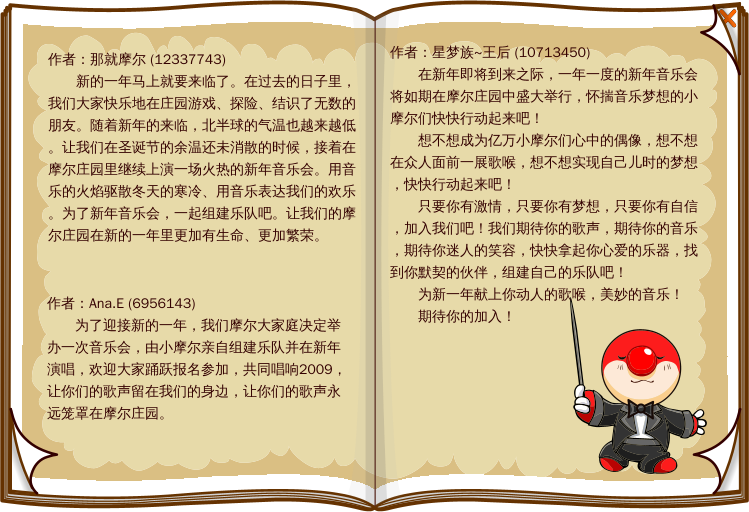 作者：那就摩尔 (12337743)
新的一年马上就要来临了。在过去的日子里，
我们大家快乐地在庄园游戏、探险、结识了无数的
朋友。随着新年的来临，北半球的气温也越来越低
。让我们在圣诞节的余温还未消散的时候，接着在
摩尔庄园里继续上演一场火热的新年音乐会。用音
乐的火焰驱散冬天的寒冷、用音乐表达我们的欢乐
。为了新年音乐会，一起组建乐队吧。让我们的摩
尔庄园在新的一年里更加有生命、更加繁荣。
作者：Ana.E (6956143)
为了迎接新的一年，我们摩尔大家庭决定举
办一次音乐会，由小摩尔亲自组建乐队并在新年
演唱，欢迎大家踊跃报名参加，共同唱响2009，
让你们的歌声留在我们的身边，让你们的歌声永
远笼罩在摩尔庄园。
作者：星梦族~王后 (10713450)
在新年即将到来之际，一年一度的新年音乐会
将如期在摩尔庄园中盛大举行，怀揣音乐梦想的小
摩尔们快快行动起来吧！
想不想成为亿万小摩尔们心中的偶像，想不想
在众人面前一展歌喉，想不想实现自己儿时的梦想
，快快行动起来吧！
只要你有激情，只要你有梦想，只要你有自信
，加入我们吧！我们期待你的歌声，期待你的音乐
，期待你迷人的笑容，快快拿起你心爱的乐器，找
到你默契的伙伴，组建自己的乐队吧！
为新一年献上你动人的歌喉，美妙的音乐！
期待你的加入！